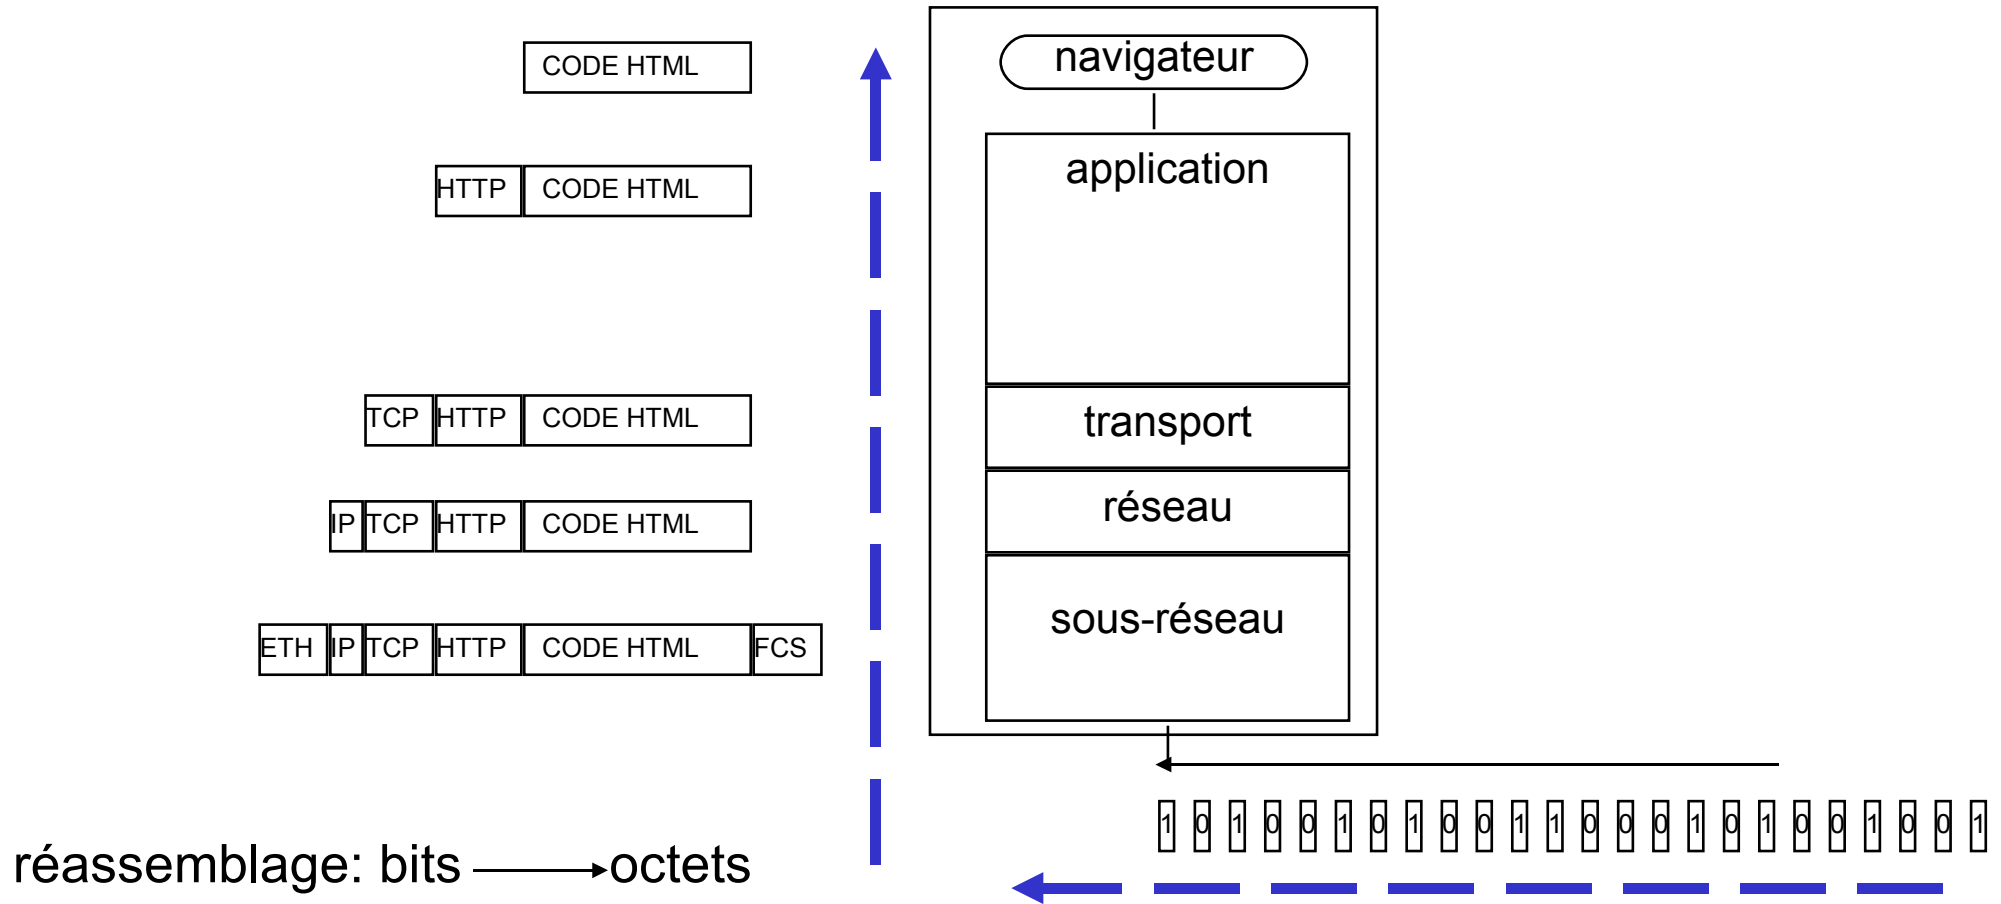 CODE HTML
navigateur
HTTP CODE HTML
application
TCP HTTP CODE HTML
transport
IP TCP HTTP CODE HTML
réseau
ETH IP TCP HTTP CODE HTML FCS
sous-réseau
1 0 1 0 0 1 0 1 0 0 1 1 0 0 0 1 0 1 0 0 1 0 0 1
réassemblage: bits octets